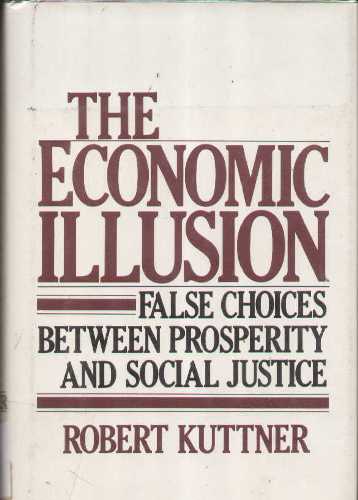 THE
ECONOMIC
ILLUSION
FALSE CHOICES
BETWEEN PROSPERITY
AND SOCIAL JUSTICE
ROBERT KUTTNER